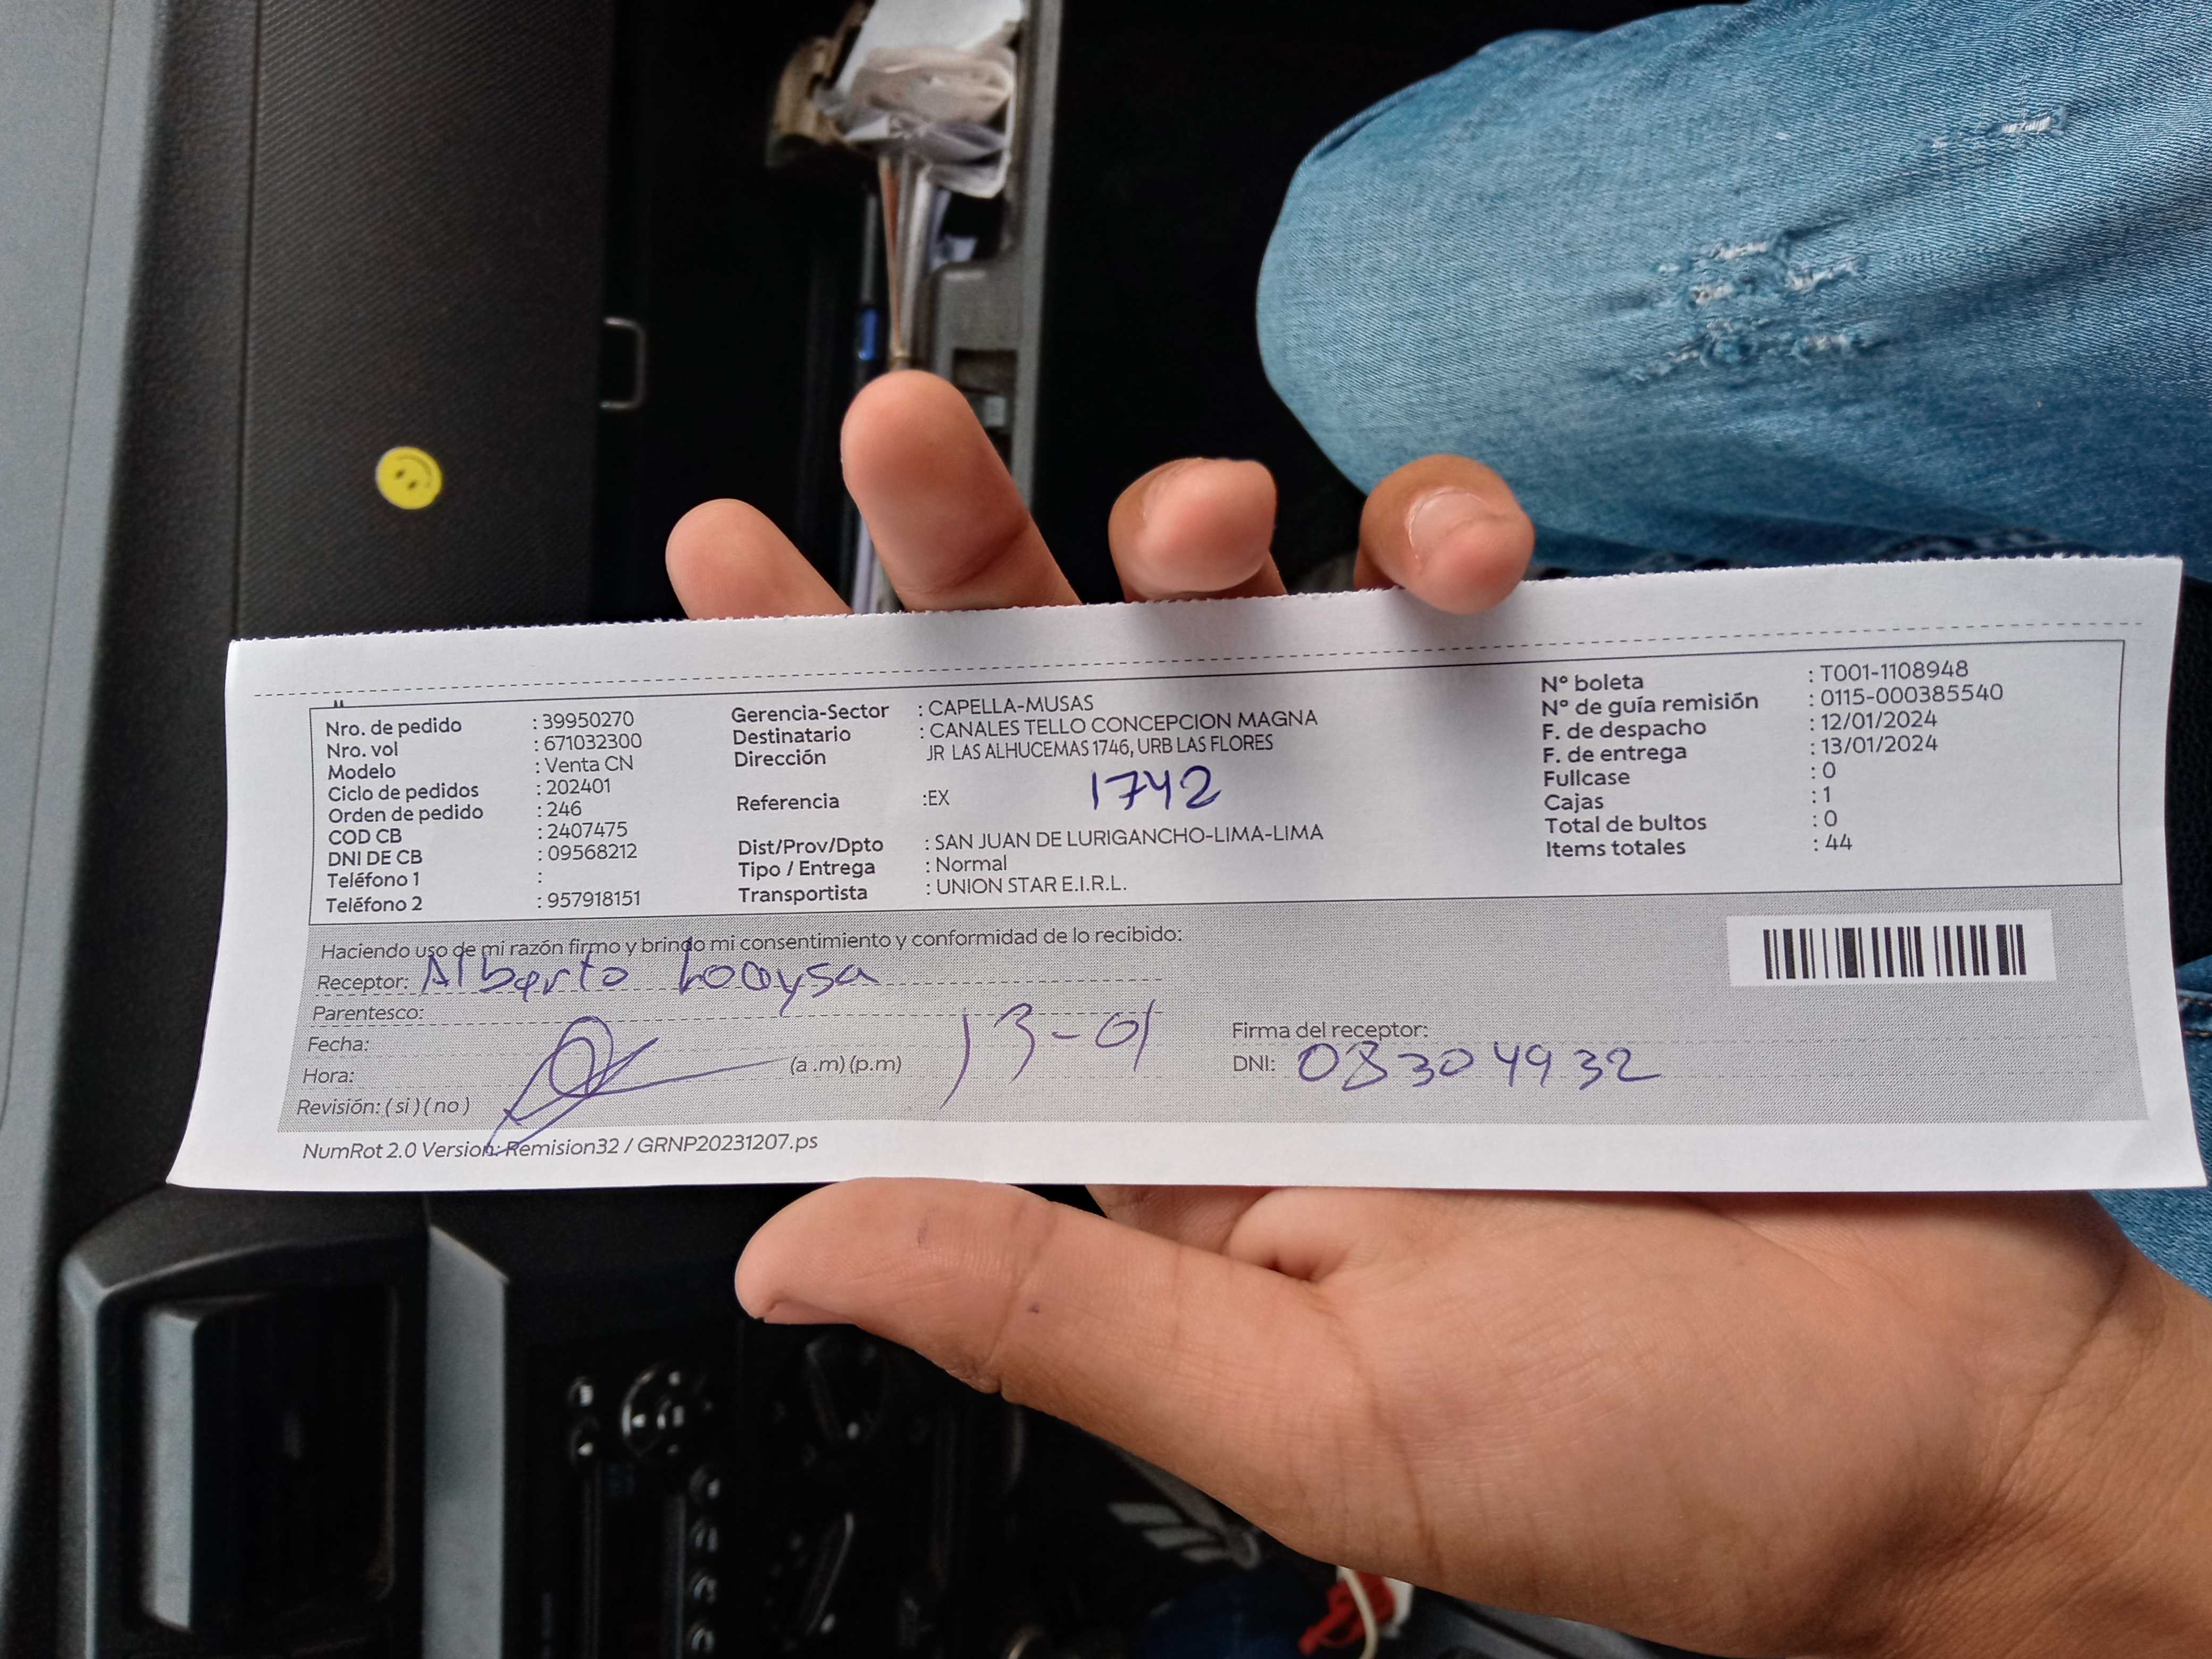 Nro. de pedido : 39950270
Nro. vol : 671032300
Modelo : Venta CN
Ciclo de pedidos : 202401
Orden de pedido : 246
COD CB : 2407475
DNI DE CB : 09568212
Teléfono 1 :
Teléfono 2 : 957918151
Gerencia-Sector : CAPELLA-MUSAS
Destinatario : CANALES TELLO CONCEPCION MAGNA
Dirección JR LAS ALHUCEMAS 1746, URB LAS FLORES
1742
Referencia :EX
Dist/Prov/Dpto : SAN JUAN DE LURIGANCHO-LIMA-LIMA
Tipo / Entrega : Normal
Transportista : UNION STAR E.I.R.L.
N° boleta : T001-1108948
N° de guía remisión : 0115-000385540
F. de despacho : 12/01/2024
F. de entrega : 13/01/2024
Fullcase : 0
Cajas : 1
Total de bultos : 0
Items totales : 44
Haciendo uso de mi razón firmo y brindo mi consentimiento y conformidad de lo recibido:
Receptor: Alberto
Parentesco:
Fecha: 13-01
Hora: (a .m) (p.m)
Revisión: ( si ) ( no )
Firma del receptor:
DNI: 08304932
NumRot 2.0 Version: Remision32 / GRNP20231207.ps